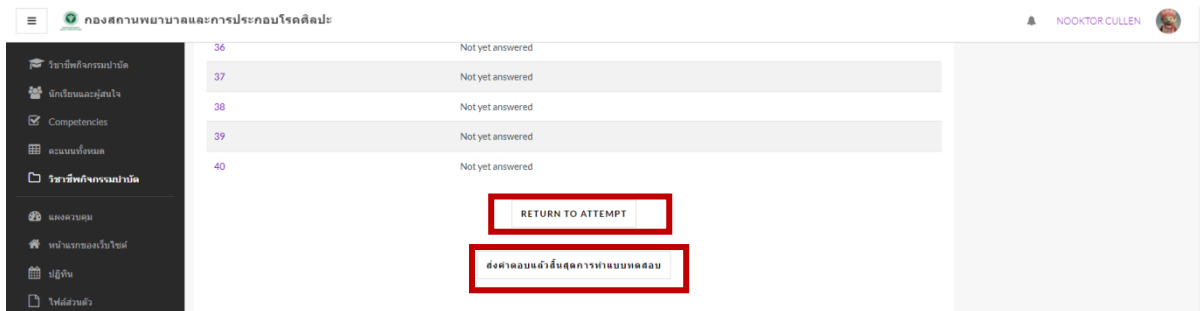 กองสถานพยาบาลและการประกอบโรคศิลปะ
NOOKTOR CULLEN
วิชาชีพกิจกรรมบำบัด
นักเรียนและผู้สนใจ
Competencies
คะแนนทั้งหมด
วิชาชีพกิจกรรมบำบัด
แผงควบคุม
หน้าแรกของเว็บไซต์
ปฏิทิน
ไฟล์ส่วนตัว
36 Not yet answered
37 Not yet answered
38 Not yet answered
39 Not yet answered
40 Not yet answered
RETURN TO ATTEMPT
ส่งคำตอบแล้วสิ้นสุดการทำแบบทดสอบ